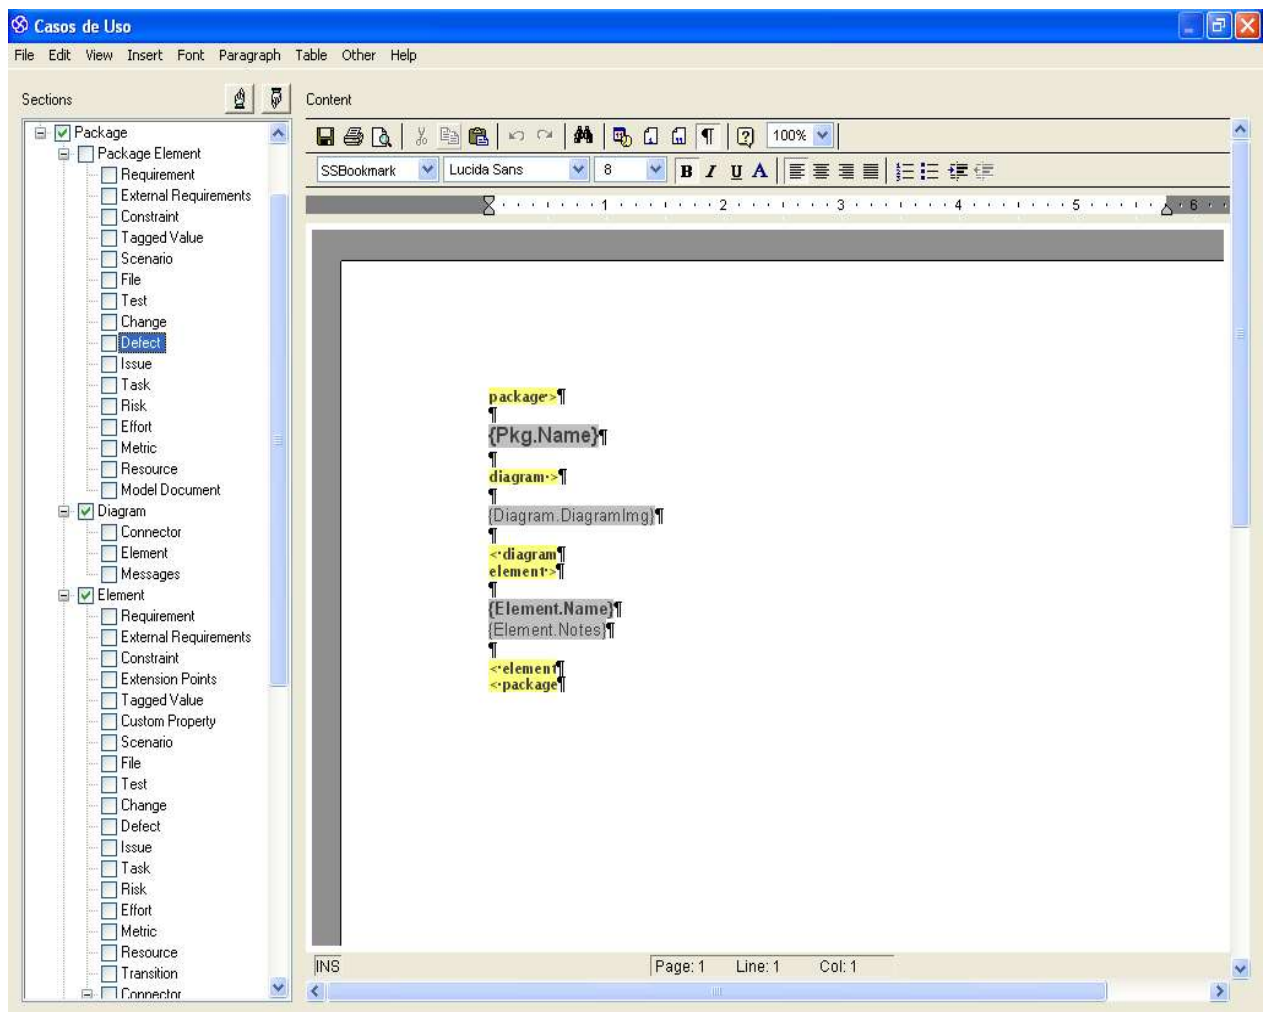 Casos de Uso
File Edit View Insert Font Paragraph Table Other Help
Sections
Package
Package Element
Requirement
External Requirements
Constraint
Tagged Value
Scenario
File
Test
Change
Defect
Issue
Task
Risk
Effort
Metric
Resource
Model Document
Diagram
Connector
Element
Messages
Element
Requirement
External Requirements
Constraint
Extension Points
Tagged Value
Custom Property
Scenario
File
Test
Change
Defect
Issue
Task
Risk
Effort
Metric
Resource
Transition
Connector
Content
100%
SSBookmark Lucida Sans 8 B I U A
1 2 3 4 5 6
package·>¶
¶
{Pkg.Name}¶
¶
diagram·>¶
¶
{Diagram.DiagramImg}¶
¶
<·diagram¶
element·>¶
¶
{Element.Name}¶
{Element.Notes}¶
¶
<·element¶
<·package¶
INS Page: 1 Line: 1 Col: 1